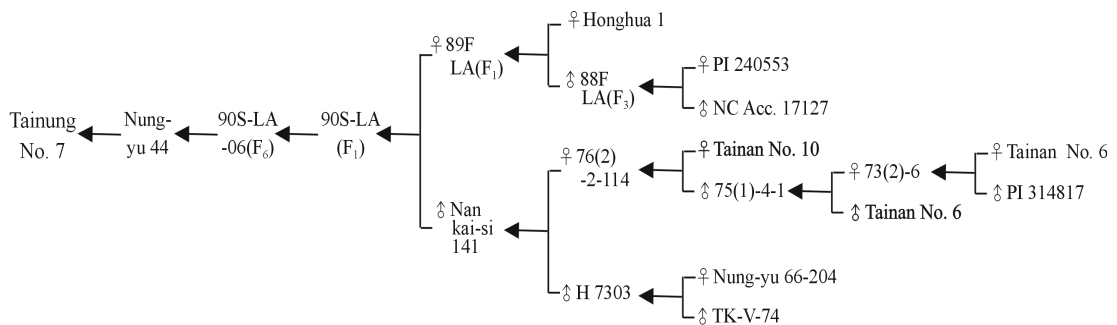 Tainung
No. 7
Nung-
yu 44
90S-LA
-06(F₆)
90S-LA
(F₁)
♀ 89F
LA(F₁)
♀ Honghua 1
♂ 88F
LA(F₃)
♀ PI 240553
♂ NC Acc. 17127
♂ Nan
kai-si
141
♀ 76(2)
-2-114
♀ Tainan No. 10
♂ 75(1)-4-1
♀ 73(2)-6
♀ Tainan No. 6
♂ PI 314817
♂ Tainan No. 6
♂ H 7303
♀ Nung-yu 66-204
♂ TK-V-74